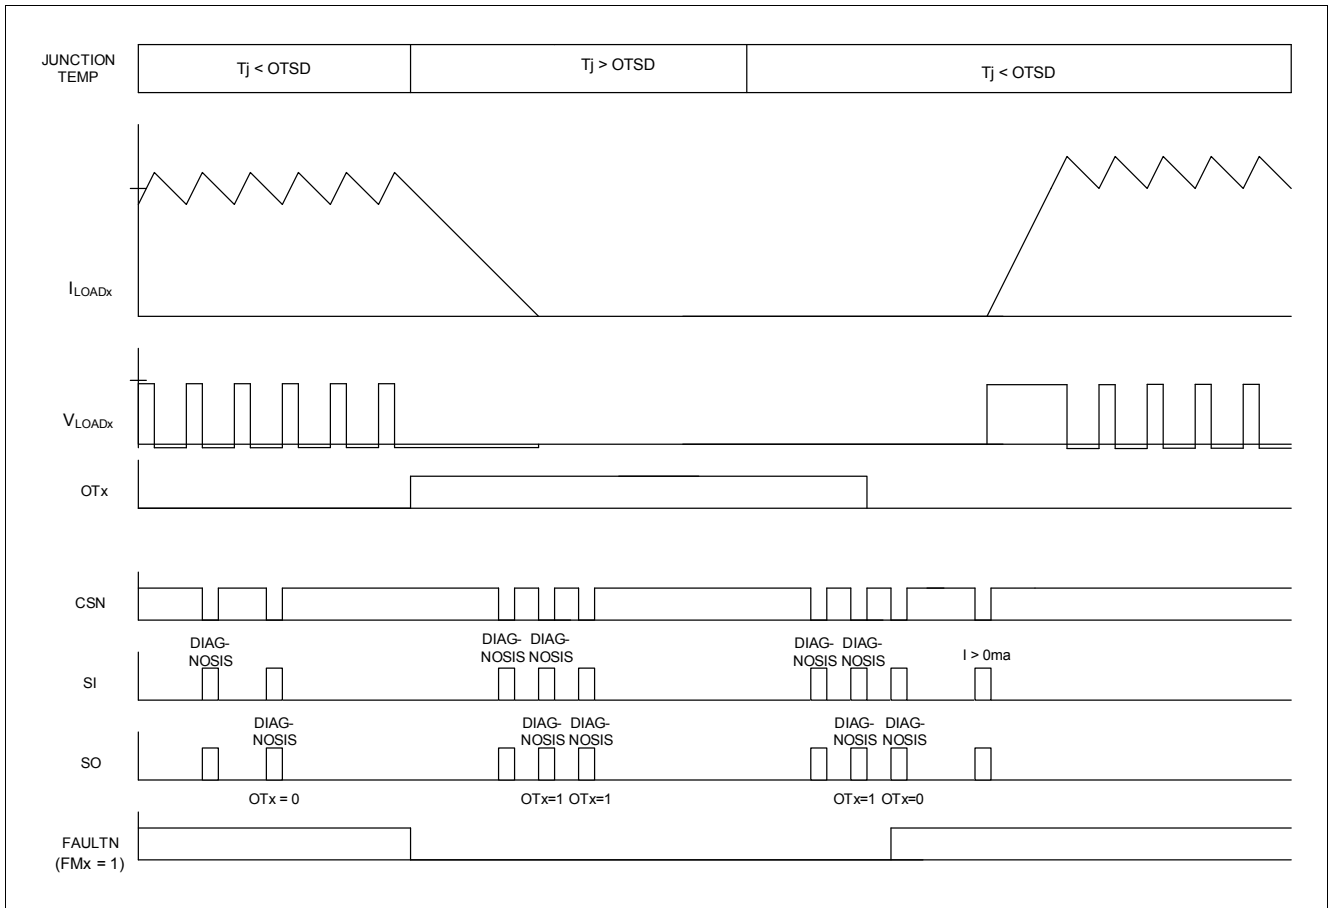 JUNCTION
TEMP
Tj < OTSD
Tj > OTSD
Tj < OTSD
ILOADx
VLOADx
OTx
CSN
DIAG-
NOSIS
DIAG-
NOSIS
DIAG-
NOSIS
DIAG-
NOSIS
DIAG-
NOSIS
I > 0ma
SI
DIAG-
NOSIS
DIAG-
NOSIS
DIAG-
NOSIS
DIAG-
NOSIS
DIAG-
NOSIS
SO
OTx = 0
OTx=1 OTx=1
OTx=1 OTx=0
FAULTN
(FMx = 1)